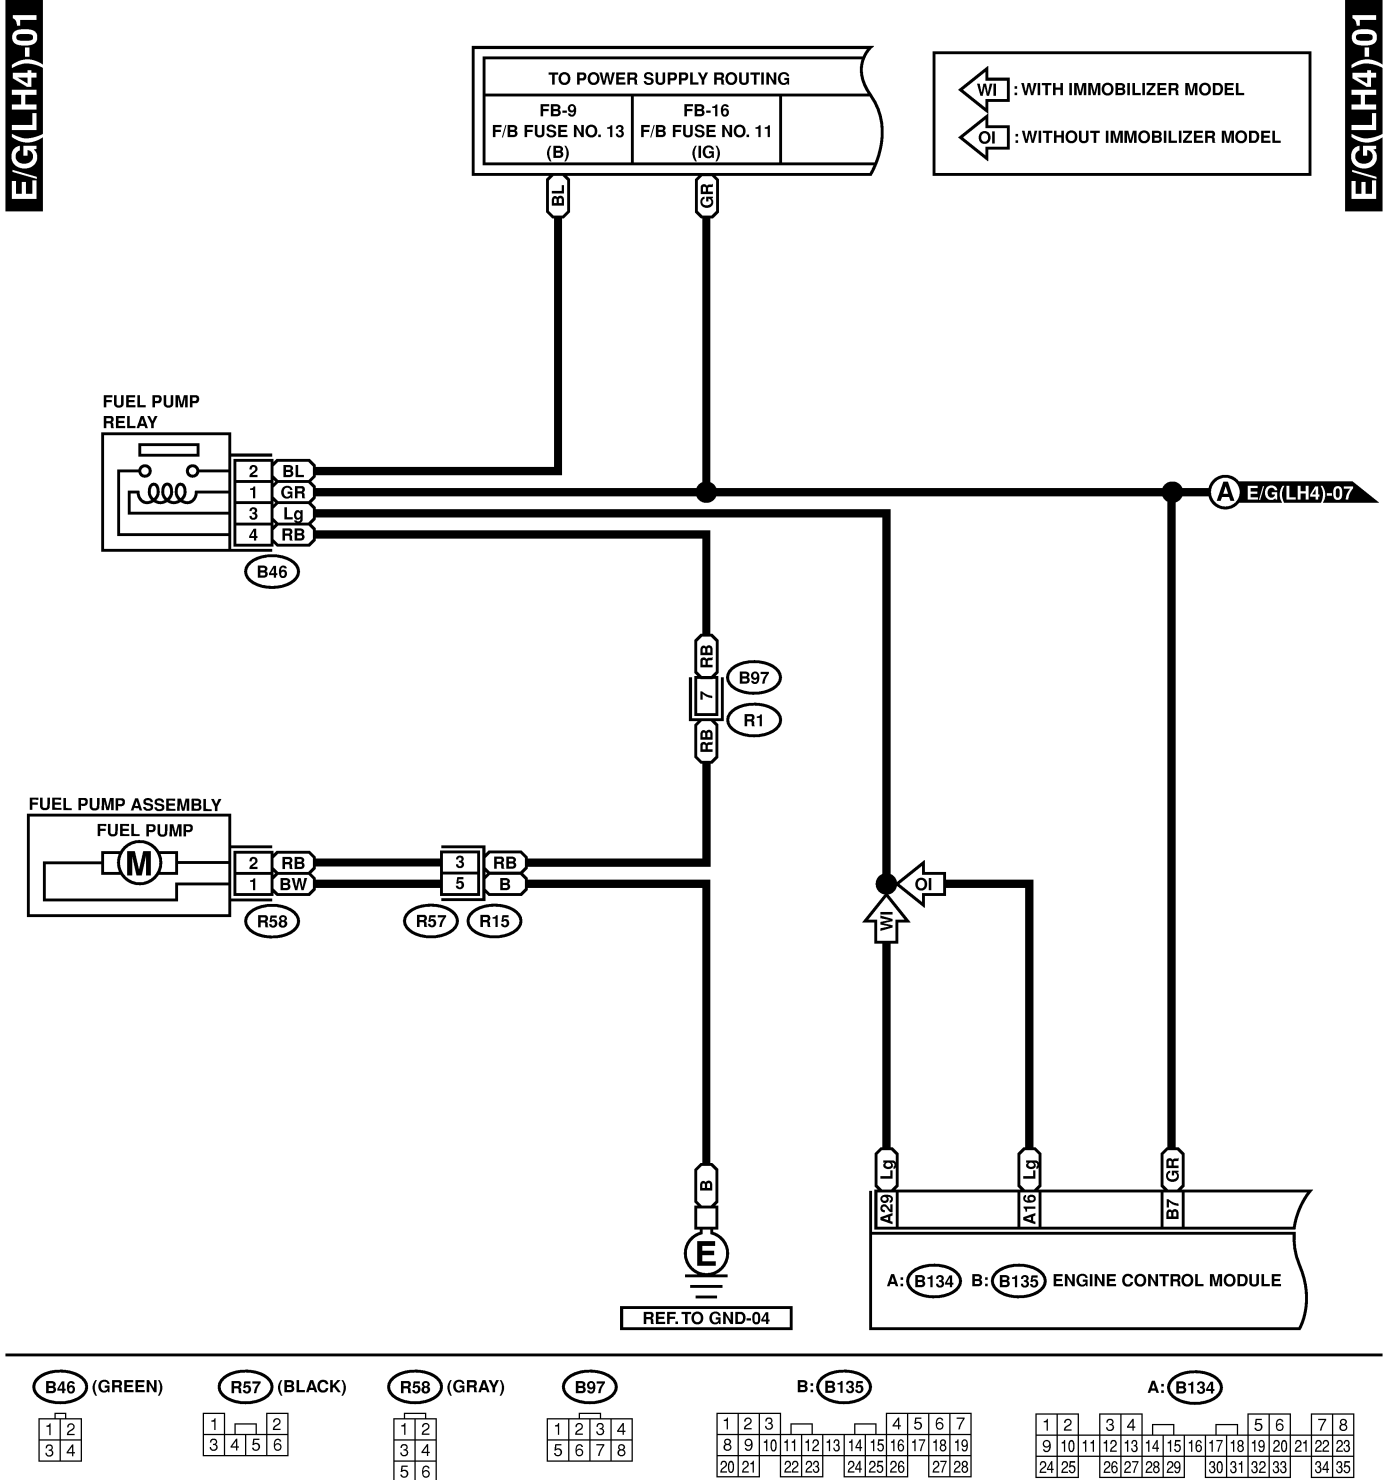 E/G(LH4)-01
E/G(LH4)-01
TO POWER SUPPLY ROUTING
FB-9
F/B FUSE NO. 13
(B)
FB-16
F/B FUSE NO. 11
(IG)
WI : WITH IMMOBILIZER MODEL
OI : WITHOUT IMMOBILIZER MODEL
BL
GR
FUEL PUMP
RELAY
2 BL
1 GR
3 Lg
4 RB
B46
A E/G(LH4)-07
RB
B97
7
R1
RB
FUEL PUMP ASSEMBLY
FUEL PUMP
M
2 RB
1 BW
3 RB
5 B
R58
R57
R15
OI
WI
B
E
REF. TO GND-04
Lg
Lg
GR
A29
A16
B7
A: B134 B: B135 ENGINE CONTROL MODULE
B46 (GREEN)
1 2
3 4
R57 (BLACK)
1 2
3 4 5 6
R58 (GRAY)
1 2
3 4
5 6
B97
1 2 3 4
5 6 7 8
B: B135
1 2 3 4 5 6 7
8 9 10 11 12 13 14 15 16 17 18 19
20 21 22 23 24 25 26 27 28
A: B134
1 2 3 4 5 6 7 8
9 10 11 12 13 14 15 16 17 18 19 20 21 22 23
24 25 26 27 28 29 30 31 32 33 34 35